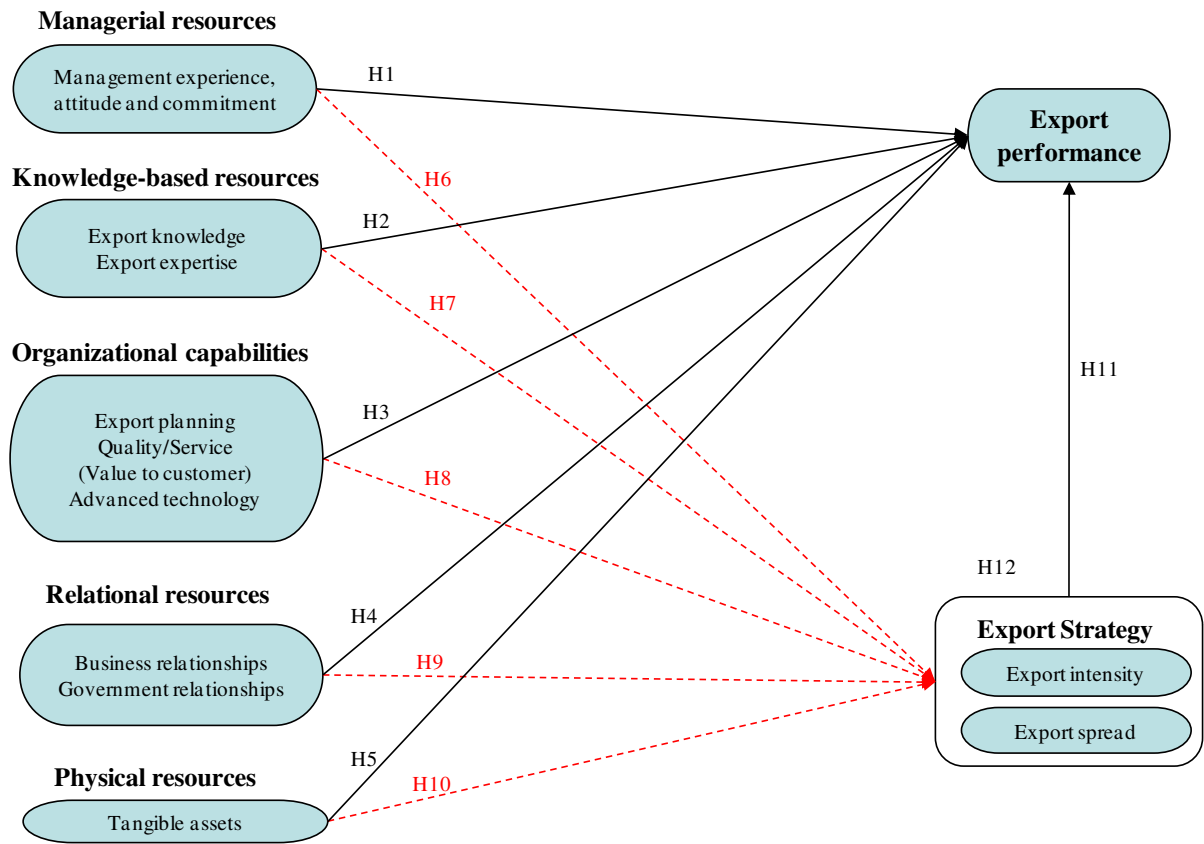 Managerial resources
Management experience,
attitude and commitment
H1
Export
performance
Knowledge-based resources
H6
Export knowledge
Export expertise
H2
H7
Organizational capabilities
H11
Export planning
Quality/Service
(Value to customer)
Advanced technology
H3
H8
H12
Relational resources
H4
Export Strategy
Business relationships
Government relationships
H9
Export intensity
Export spread
H5
Physical resources
H10
Tangible assets